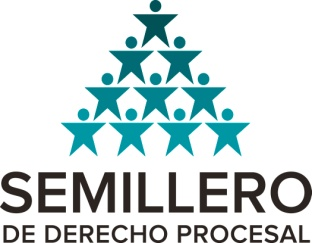 SEMILLERO
DE DERECHO PROCESAL